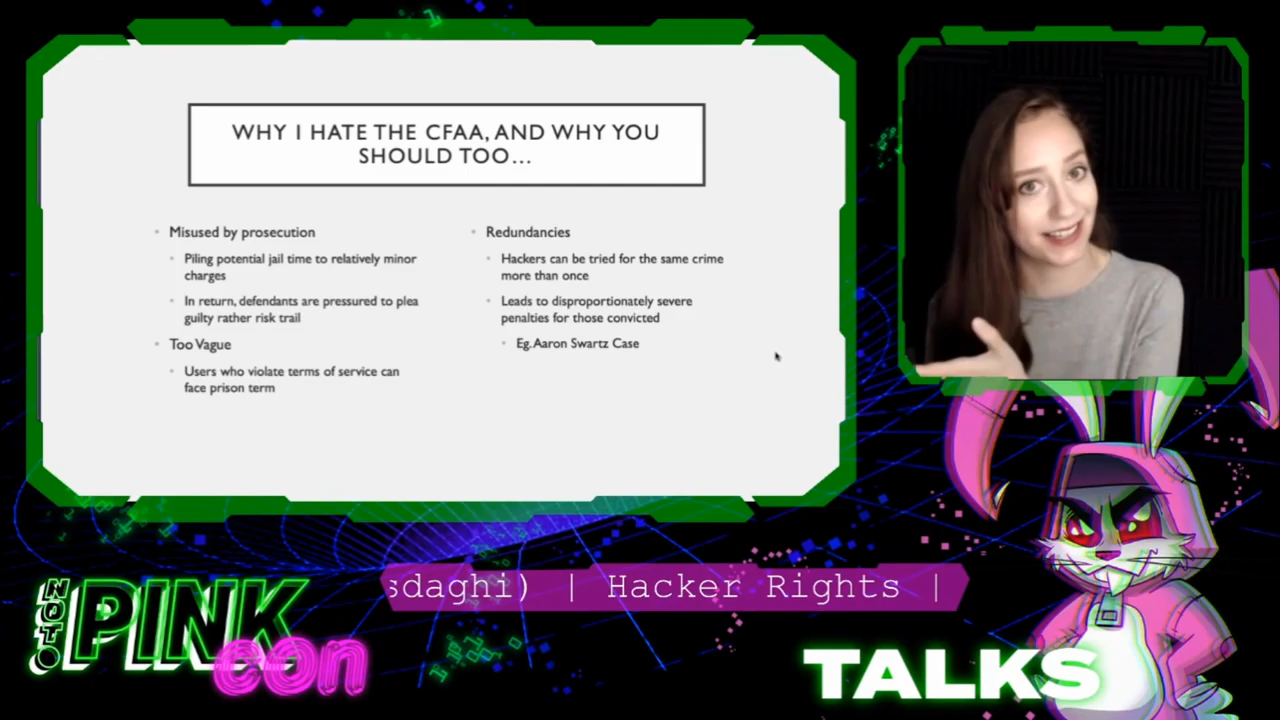 WHY I HATE THE CFAA, AND WHY YOU
SHOULD TOO...
Misused by prosecution
Piling potential jail time to relatively minor
charges
In return, defendants are pressured to plea
guilty rather risk trail
Too Vague
Users who violate terms of service can
face prison term
Redundancies
Hackers can be tried for the same crime
more than once
Leads to disproportionately severe
penalties for those convicted
Eg. Aaron Swartz Case
sdaghi) | Hacker Rights |
NOT
PINK
con
TALKS